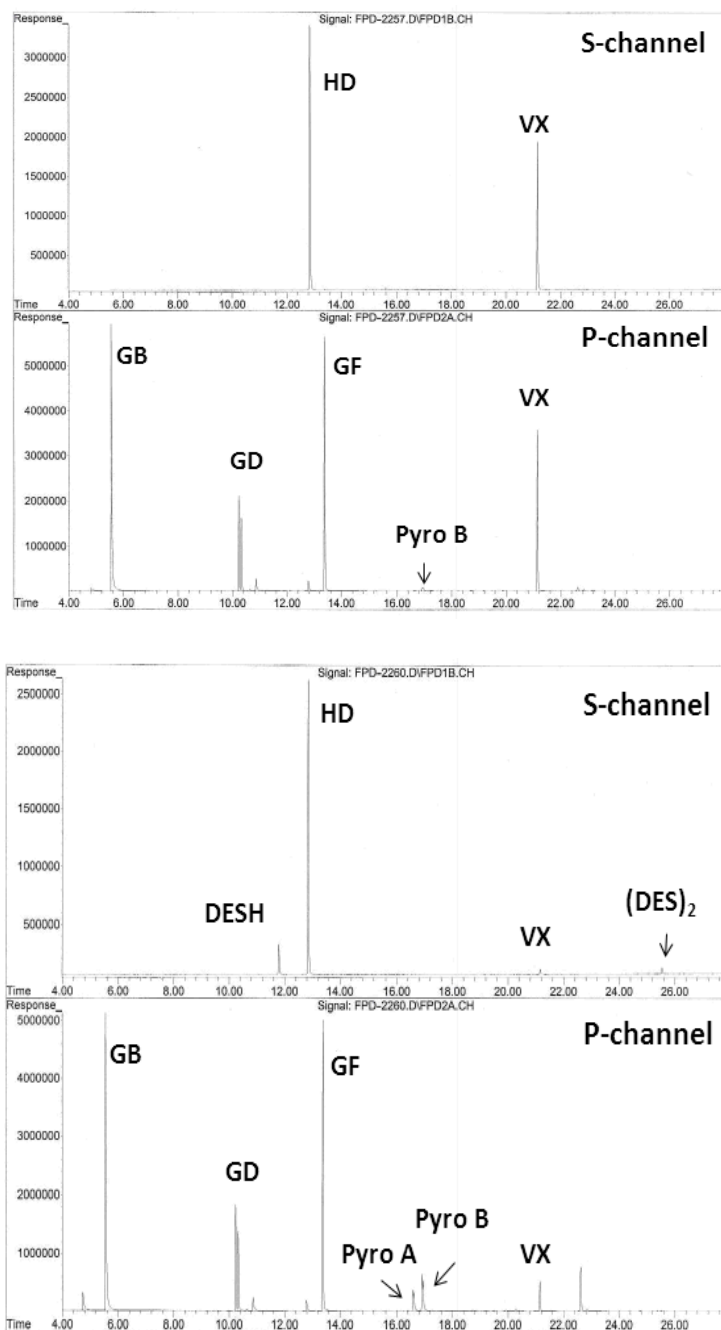 Response_ Signal: FPD-2257.D\FPD1B.CH
S-channel
3000000
HD
2500000
VX
2000000
1500000
1000000
500000
Time 4.00 6.00 8.00 10.00 12.00 14.00 16.00 18.00 20.00 22.00 24.00 26.00
Response_ Signal: FPD-2257.D\FPD2A.CH
P-channel
GB GF
5000000
VX
4000000
GD
3000000
2000000
Pyro B
1000000
Time 4.00 6.00 8.00 10.00 12.00 14.00 16.00 18.00 20.00 22.00 24.00 26.00
Response_ Signal: FPD-2260.D\FPD1B.CH
2500000
HD S-channel
2000000
1500000
1000000
DESH (DES)₂
500000
VX
Time 4.00 6.00 8.00 10.00 12.00 14.00 16.00 18.00 20.00 22.00 24.00 26.00
Response_ Signal: FPD-2260.D\FPD2A.CH
5000000
P-channel
GB GF
4000000
3000000
GD
2000000
Pyro B
Pyro A VX
1000000
Time 4.00 6.00 8.00 10.00 12.00 14.00 16.00 18.00 20.00 22.00 24.00 26.00